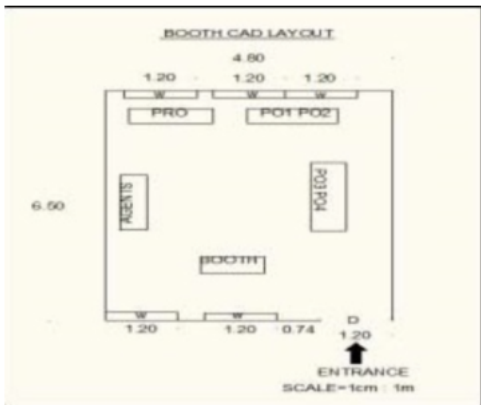 BOOTH CAD LAYOUT
4.80
1.20 1.20 1.20
W W W
PRO PO1 PO2
AGENTS PO3 PO4
6.50
BOOTH
W W D
1.20 1.20 0.74 1.20
ENTRANCE
SCALE=1cm : 1m